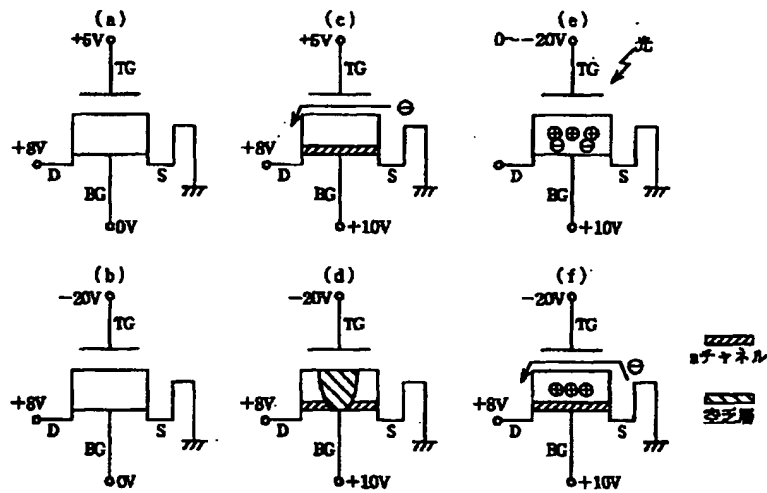 (a)
+5V
TG
+8V
D
S
BG
0V
(c)
+5V
TG
⊖
+8V
D
S
BG
+10V
(e)
0~-20V
光
TG
⊕⊕⊕
⊖⊖
D
S
BG
+10V
(b)
-20V
TG
+8V
D
S
BG
0V
(d)
-20V
TG
+8V
D
S
BG
+10V
(f)
-20V
TG
⊖
⊕⊕⊕
+8V
D
S
BG
+10V
nチャネル
空乏層